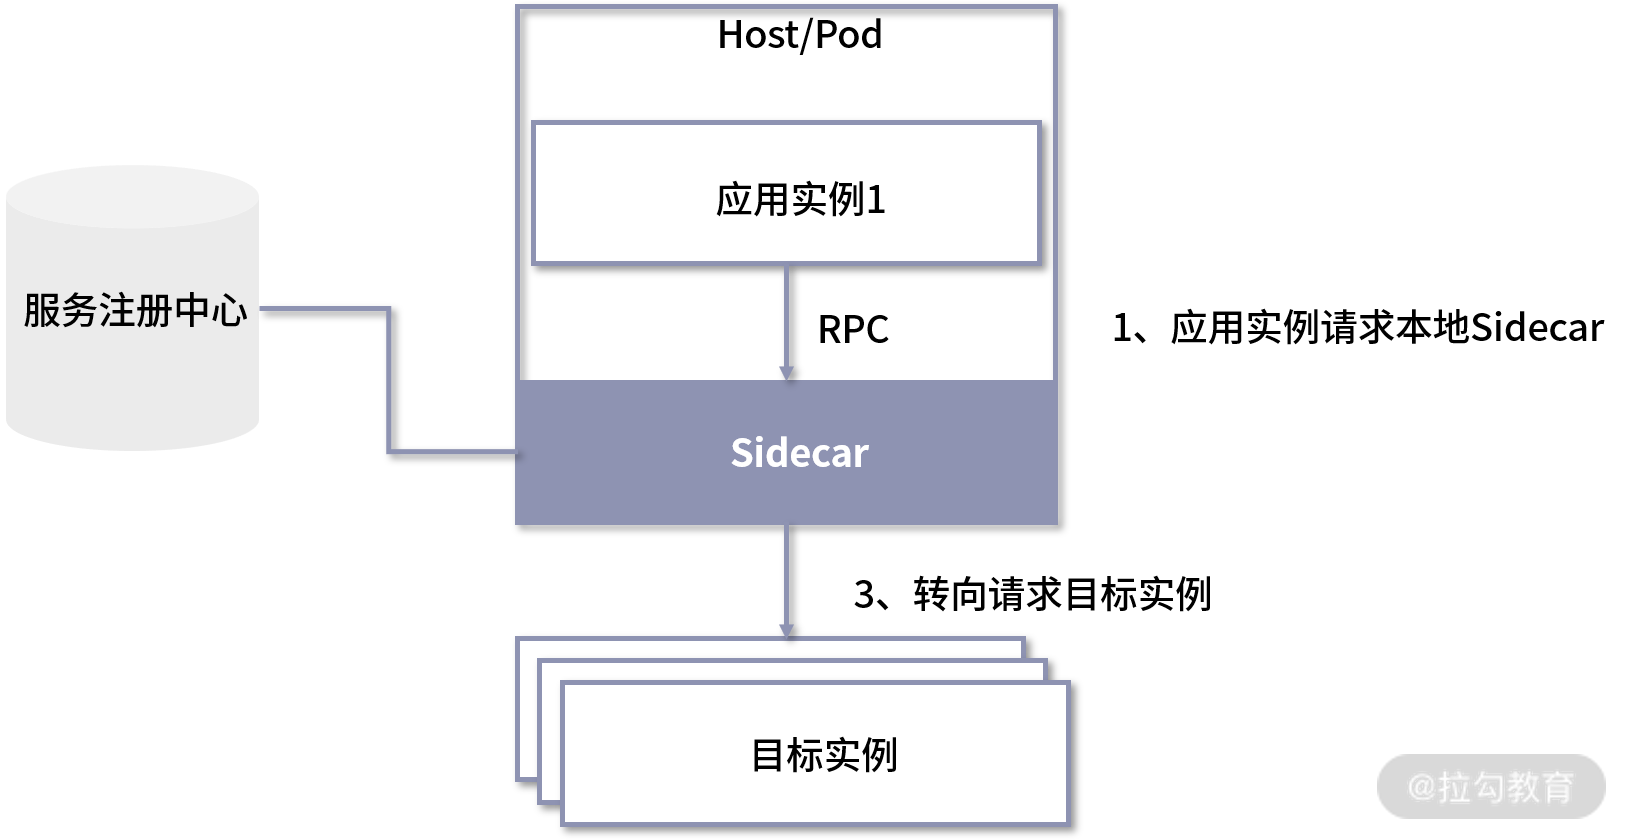 Host/Pod
应用实例1
服务注册中心
RPC
1、应用实例请求本地Sidecar
Sidecar
3、转向请求目标实例
目标实例
@拉勾教育